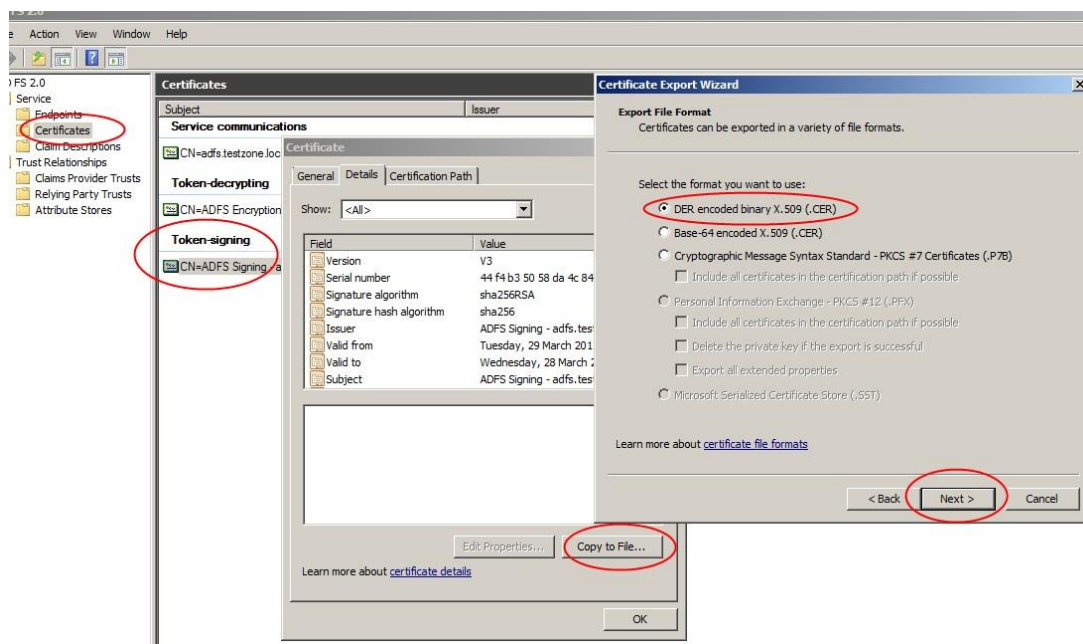 FS 2.0
Action View Window Help
FS 2.0
Service
Endpoints
Certificates
Claim Descriptions
Trust Relationships
Claims Provider Trusts
Relying Party Trusts
Attribute Stores
Certificates
Subject Issuer
Service communications
CN=adfs.testzone.loc
Token-decrypting
CN=ADFS Encryption
Token-signing
CN=ADFS Signing - a
Certificate
General Details Certification Path
Show: <All>
Field Value
Version V3
Serial number 44 f4 b3 50 58 da 4c 84
Signature algorithm sha256RSA
Signature hash algorithm sha256
Issuer ADFS Signing - adfs.tes
Valid from Tuesday, 29 March 201
Valid to Wednesday, 28 March 2
Subject ADFS Signing - adfs.tes
Edit Properties... Copy to File...
Learn more about certificate details
OK
Certificate Export Wizard
Export File Format
Certificates can be exported in a variety of file formats.
Select the format you want to use:
DER encoded binary X.509 (.CER)
Base-64 encoded X.509 (.CER)
Cryptographic Message Syntax Standard - PKCS #7 Certificates (.P7B)
Include all certificates in the certification path if possible
Personal Information Exchange - PKCS #12 (.PFX)
Include all certificates in the certification path if possible
Delete the private key if the export is successful
Export all extended properties
Microsoft Serialized Certificate Store (.SST)
Learn more about certificate file formats
< Back Next > Cancel